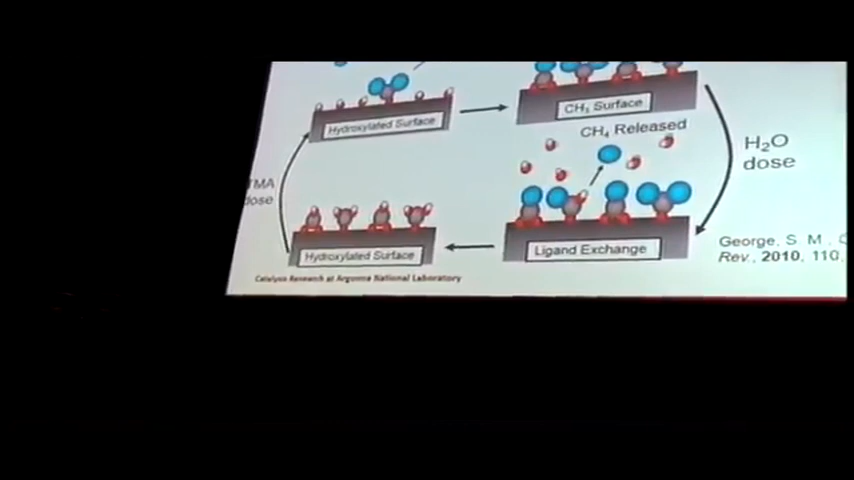 Hydroxylated Surface
CH₃ Surface
CH₄ Released
H₂O
dose
TMA
dose
Hydroxylated Surface
Ligand Exchange
George, S. M.,
Rev., 2010, 110,
Catalysis Research at Argonne National Laboratory